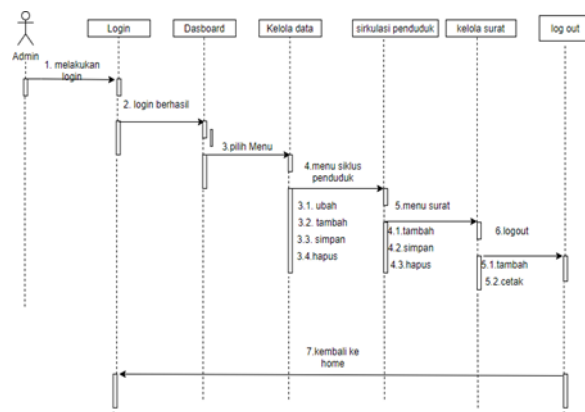 Login
Dasboard
Kelola data
sirkulasi penduduk
kelola surat
log out
Admin
1. melakukan
login
2. login berhasil
3.pilih Menu
4.menu siklus
penduduk
3.1. ubah
3.2. tambah
3.3. simpan
3.4.hapus
5.menu surat
4.1.tambah
4.2.simpan
4.3.hapus
6.logout
5.1.tambah
5.2.cetak
7.kembali ke
home